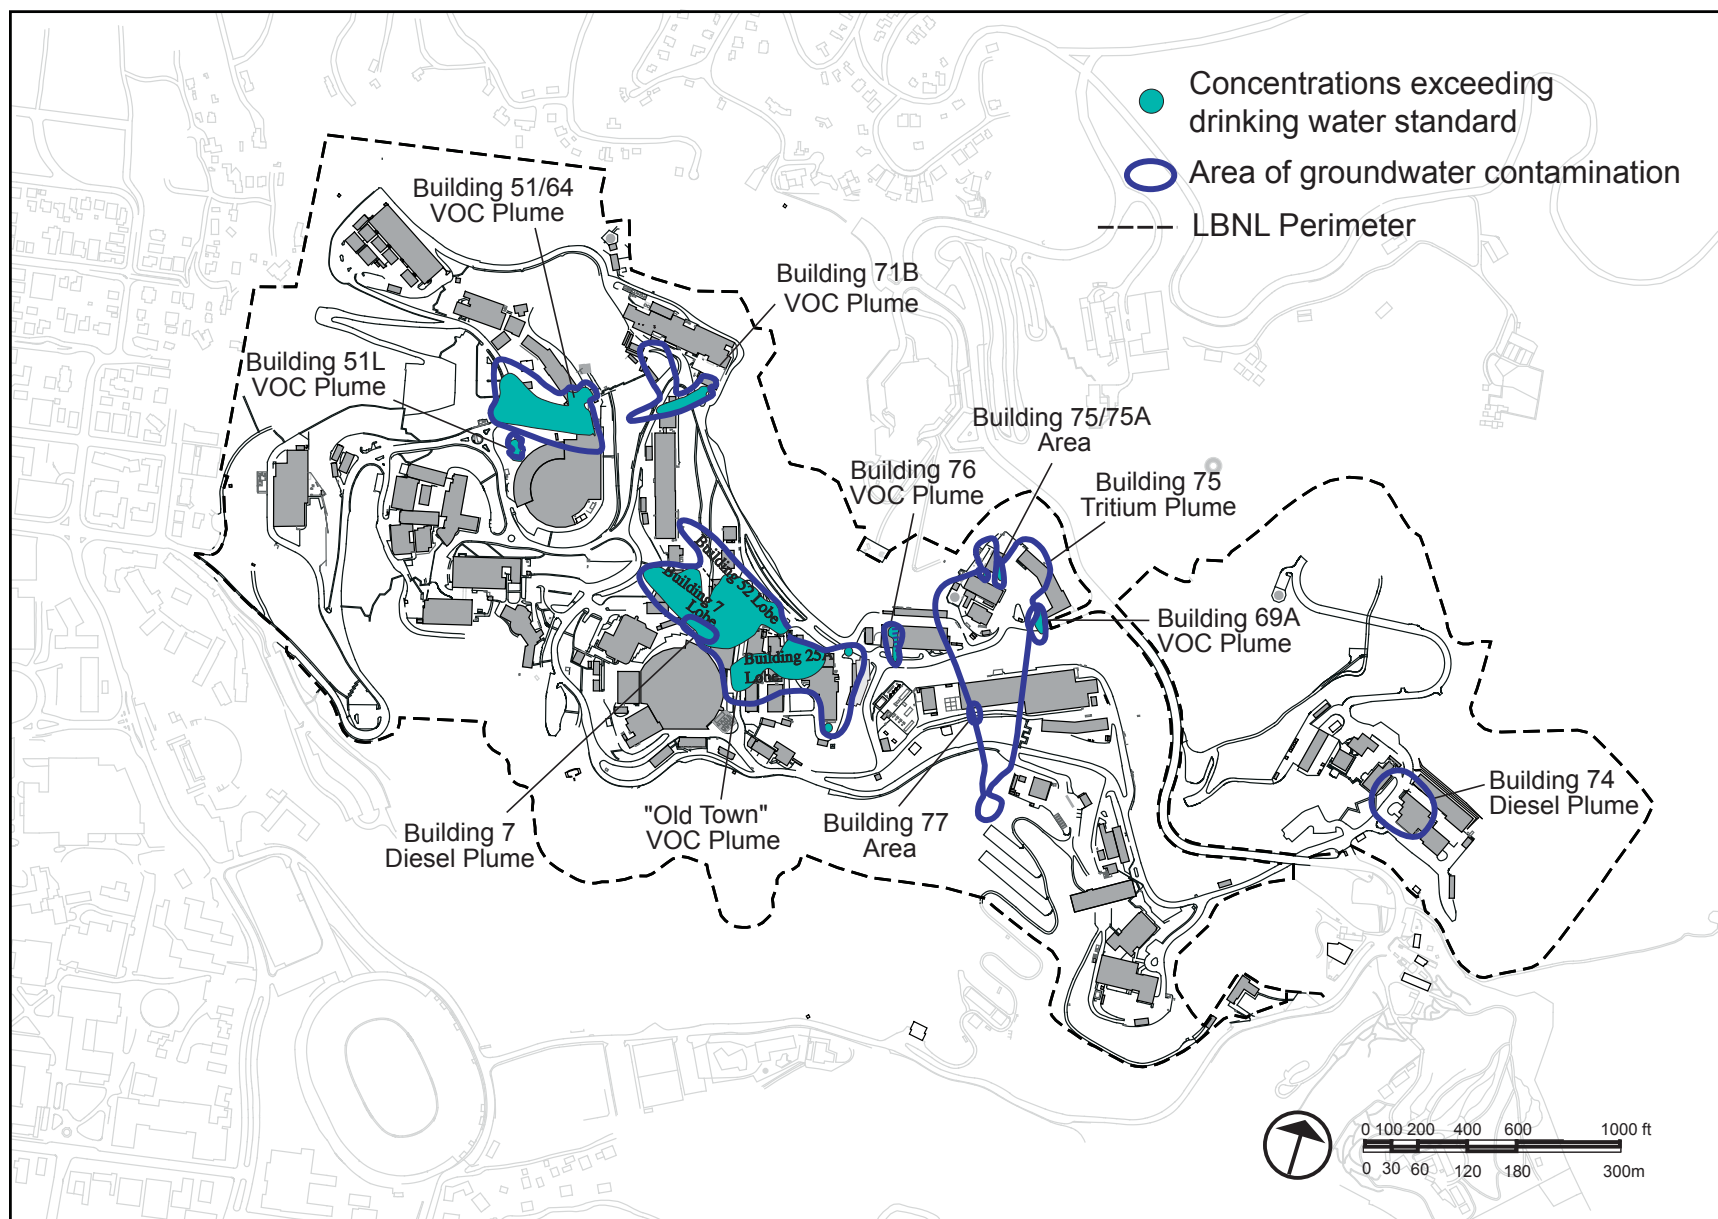 Concentrations exceeding
drinking water standard
Area of groundwater contamination
LBNL Perimeter
Building 51/64
VOC Plume
Building 71B
VOC Plume
Building 51L
VOC Plume
Building 75/75A
Area
Building 76
VOC Plume
Building 75
Tritium Plume
Building 52 Lobe
Building 7
Lobe
Building 25A
Lobe
Building 69A
VOC Plume
Building 74
Diesel Plume
Building 7
Diesel Plume
"Old Town"
VOC Plume
Building 77
Area
0 100 200 400 600 1000 ft
0 30 60 120 180 300m